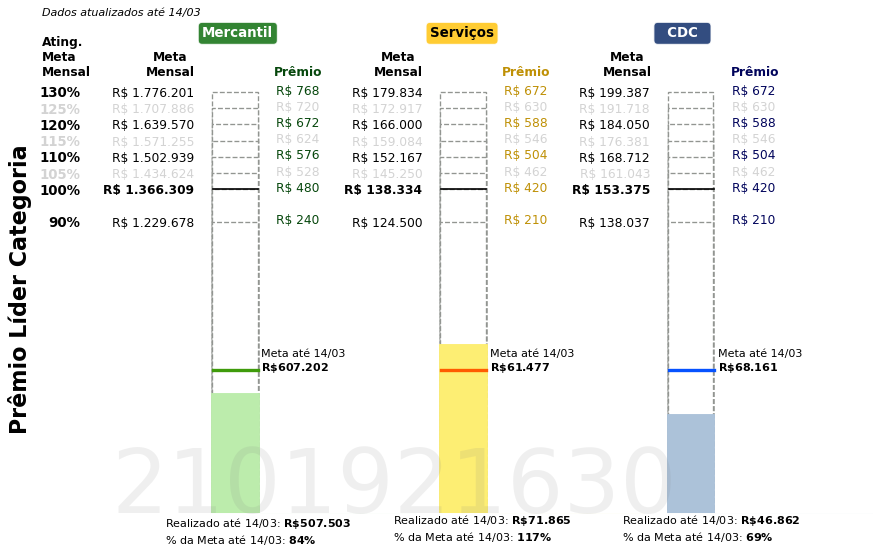 Dados atualizados até 14/03
Mercantil Serviços CDC
Ating. Meta Mensal Meta Mensal Prêmio Meta Mensal Prêmio Meta Mensal Prêmio
130% R$ 1.776.201 R$ 768 R$ 179.834 R$ 672 R$ 199.387 R$ 672
125% R$ 1.707.886 R$ 720 R$ 172.917 R$ 630 R$ 191.718 R$ 630
120% R$ 1.639.570 R$ 672 R$ 166.000 R$ 588 R$ 184.050 R$ 588
115% R$ 1.571.255 R$ 624 R$ 159.084 R$ 546 R$ 176.381 R$ 546
110% R$ 1.502.939 R$ 576 R$ 152.167 R$ 504 R$ 168.712 R$ 504
105% R$ 1.434.624 R$ 528 R$ 145.250 R$ 462 R$ 161.043 R$ 462
100% R$ 1.366.309 R$ 480 R$ 138.334 R$ 420 R$ 153.375 R$ 420
90% R$ 1.229.678 R$ 240 R$ 124.500 R$ 210 R$ 138.037 R$ 210
Prêmio Líder Categoria
Meta até 14/03 Meta até 14/03 Meta até 14/03
R$607.202 R$61.477 R$68.161
2101921630
Realizado até 14/03: R$507.503 Realizado até 14/03: R$71.865 Realizado até 14/03: R$46.862
% da Meta até 14/03: 84% % da Meta até 14/03: 117% % da Meta até 14/03: 69%